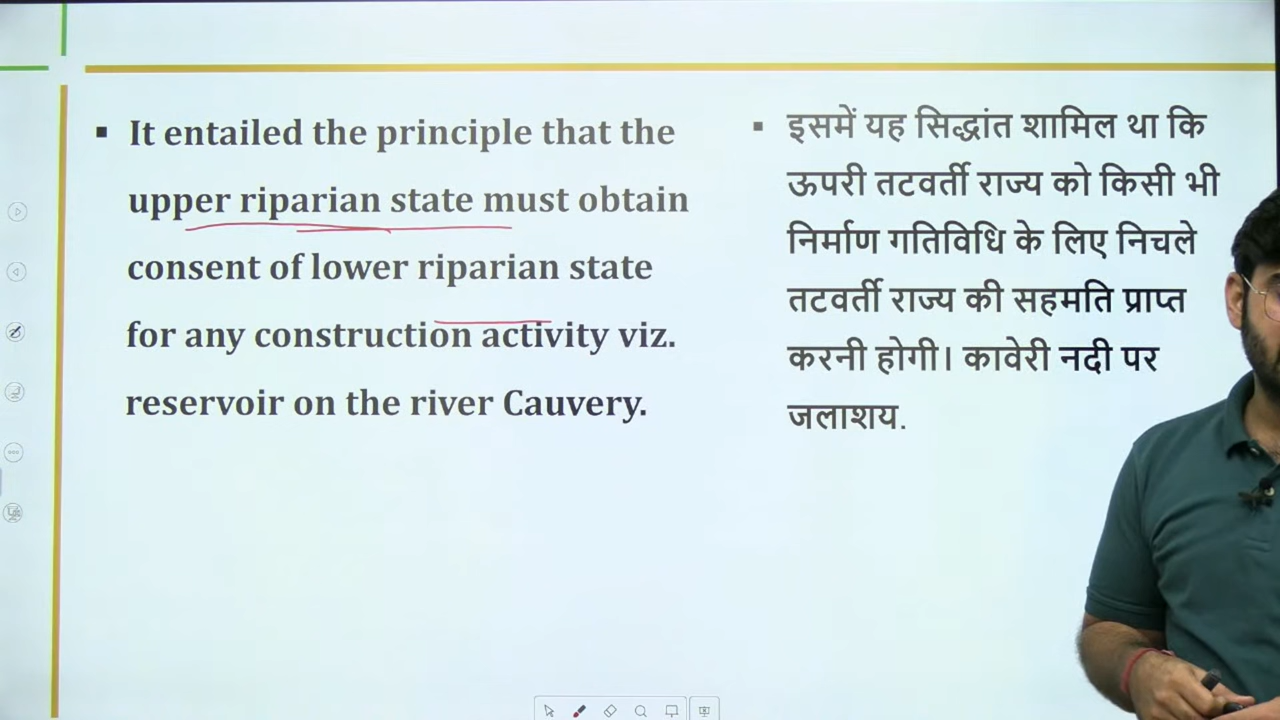 ▪ It entailed the principle that the
upper riparian state must obtain
consent of lower riparian state
for any construction activity viz.
reservoir on the river Cauvery.
▪ इसमें यह सिद्धांत शामिल था कि
ऊपरी तटवर्ती राज्य को किसी भी
निर्माण गतिविधि के लिए निचले
तटवर्ती राज्य की सहमति प्राप्त
करनी होगी। कावेरी नदी पर
जलाशय.